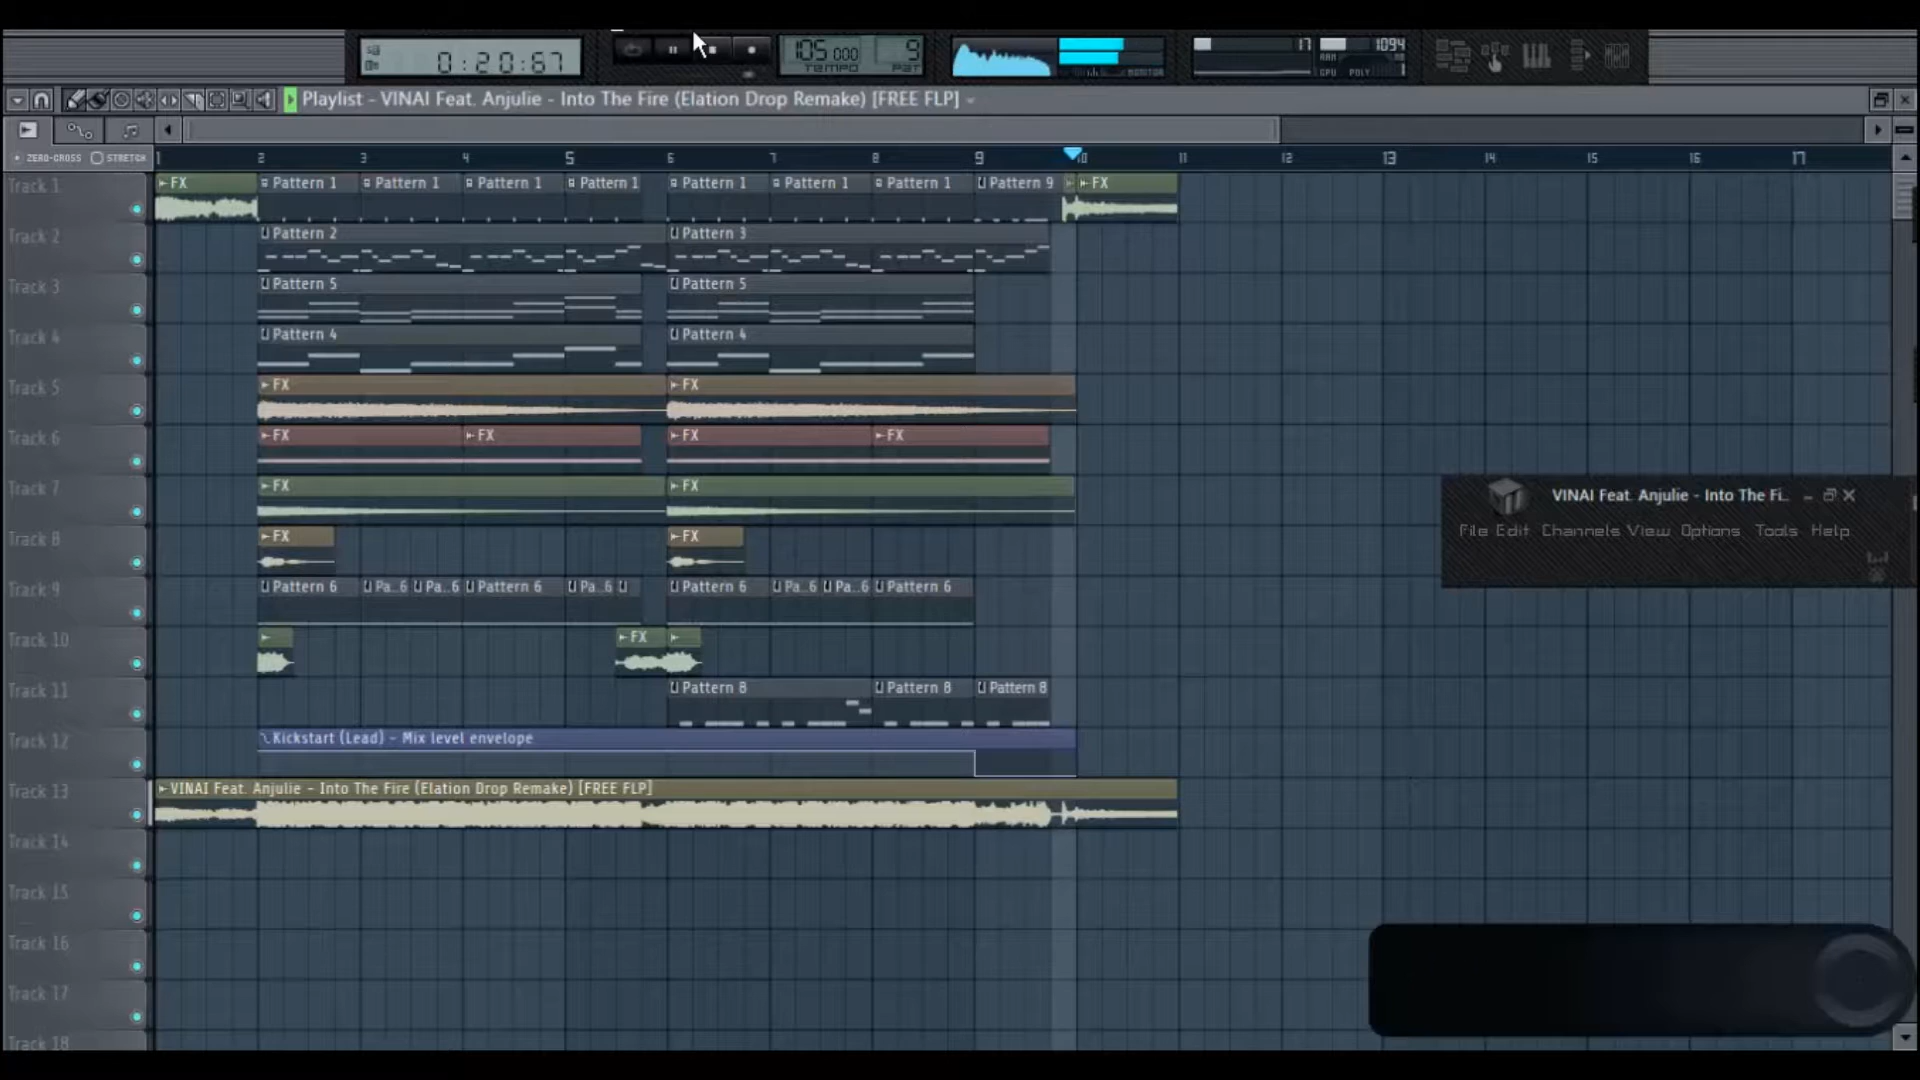 0:20:67
105 000
TEMPO
9
PAT
MONITOR
17
1094
RAM
CPU POLY
1
Playlist - VINAI Feat. Anjulie - Into The Fire (Elation Drop Remake) [FREE FLP]
ZERO-CROSS STRETCH
1 2 3 4 5 6 7 8 9 10 11 12 13 14 15 16 17
Track 1
FX Pattern 1 Pattern 1 Pattern 1 Pattern 1 Pattern 1 Pattern 1 Pattern 1 Pattern 9 FX
Track 2
Pattern 2 Pattern 3
Track 3
Pattern 5 Pattern 5
Track 4
Pattern 4 Pattern 4
Track 5
FX FX
Track 6
FX FX FX FX
Track 7
FX FX
VINAI Feat. Anjulie - Into The Fi..
File Edit Channels View Options Tools Help
Track 8
FX FX
Track 9
Pattern 6 Pa..6 Pa..6 Pattern 6 Pa..6 Pattern 6 Pa..6 Pa..6 Pattern 6
Track 10
FX
Track 11
Pattern 8 Pattern 8 Pattern 8
Track 12
Kickstart (Lead) - Mix level envelope
Track 13
VINAI Feat. Anjulie - Into The Fire (Elation Drop Remake) [FREE FLP]
Track 14
Track 15
Track 16
Track 17
Track 18